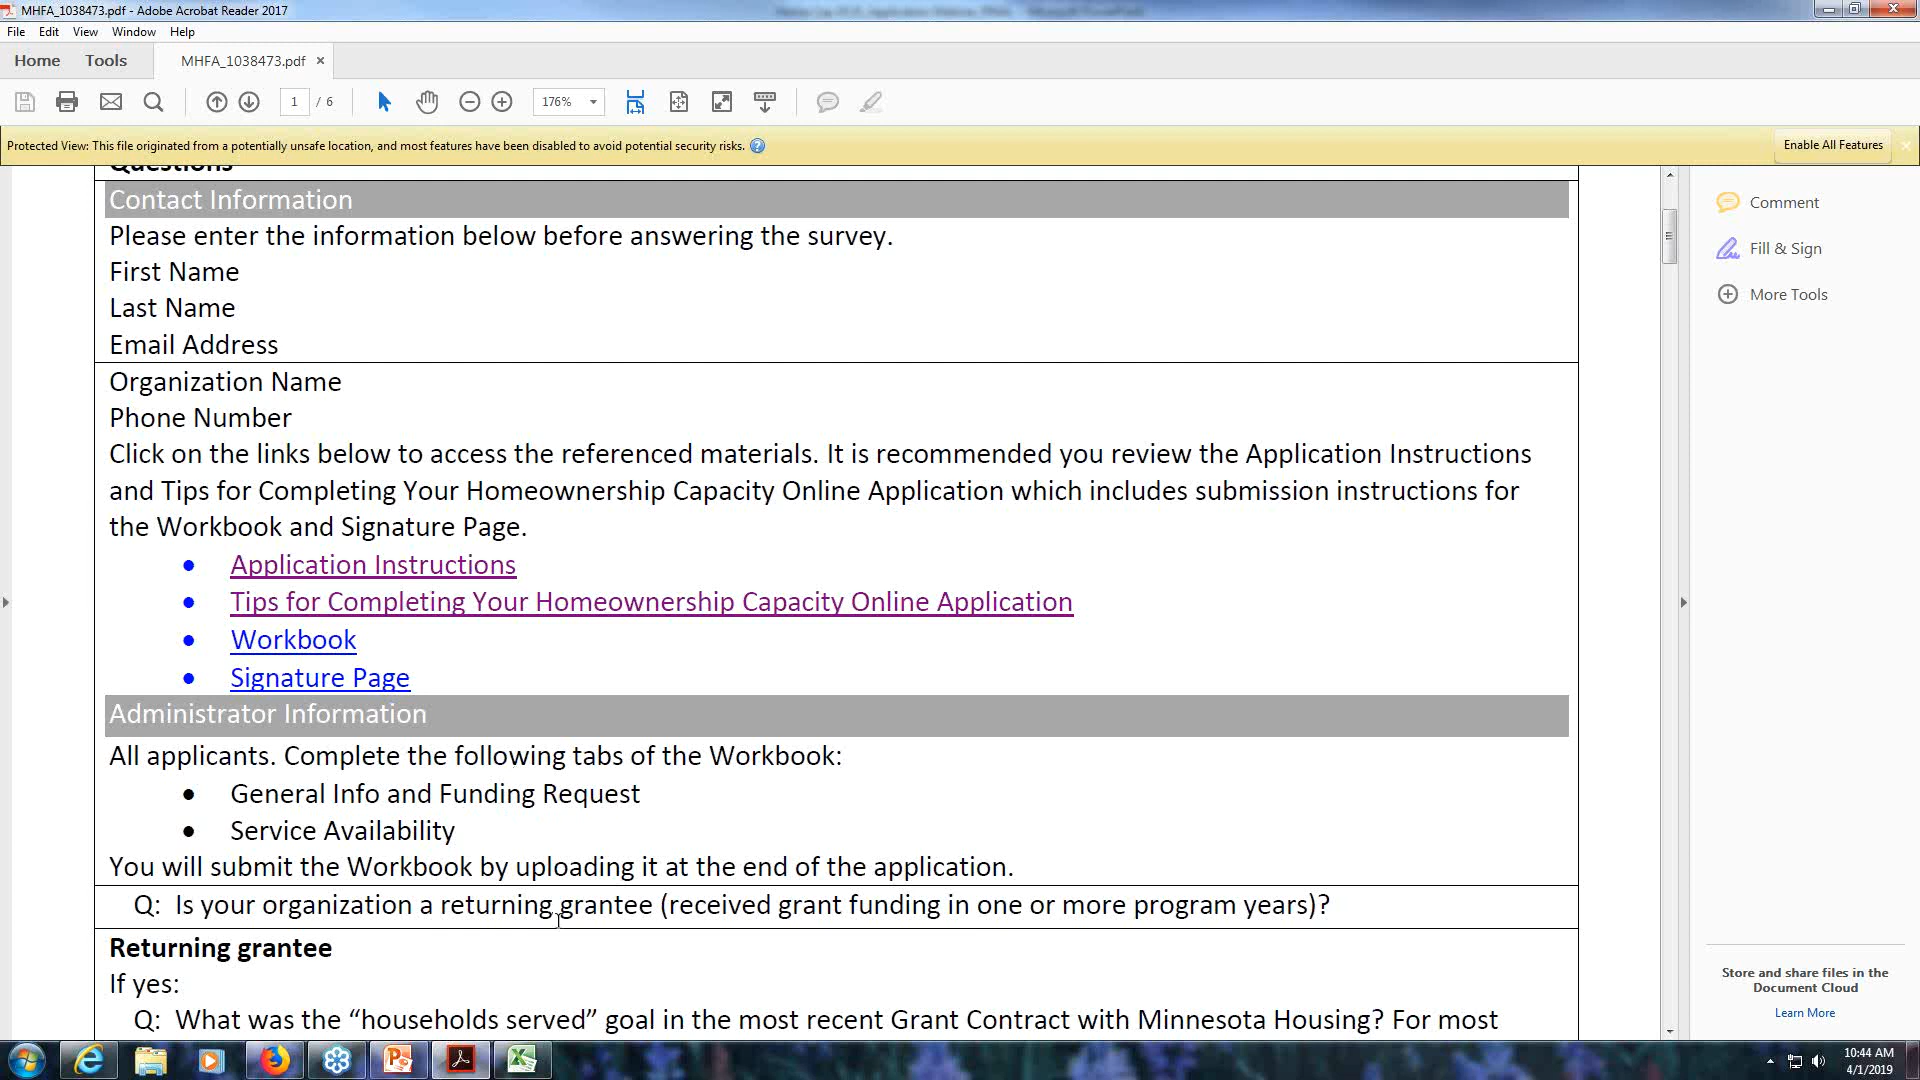 MHFA_1038473.pdf - Adobe Acrobat Reader 2017
File Edit View Window Help
Home Tools MHFA_1038473.pdf ×
1 / 6 176%
Protected View: This file originated from a potentially unsafe location, and most features have been disabled to avoid potential security risks. Enable All Features
Questions
Contact Information
Please enter the information below before answering the survey.
First Name
Last Name
Email Address
Organization Name
Phone Number
Click on the links below to access the referenced materials. It is recommended you review the Application Instructions
and Tips for Completing Your Homeownership Capacity Online Application which includes submission instructions for
the Workbook and Signature Page.
• Application Instructions
• Tips for Completing Your Homeownership Capacity Online Application
• Workbook
• Signature Page
Administrator Information
All applicants. Complete the following tabs of the Workbook:
• General Info and Funding Request
• Service Availability
You will submit the Workbook by uploading it at the end of the application.
Q: Is your organization a returning grantee (received grant funding in one or more program years)?
Returning grantee
If yes:
Q: What was the “households served” goal in the most recent Grant Contract with Minnesota Housing? For most
Comment
Fill & Sign
More Tools
Store and share files in the
Document Cloud
Learn More
10:44 AM
4/1/2019